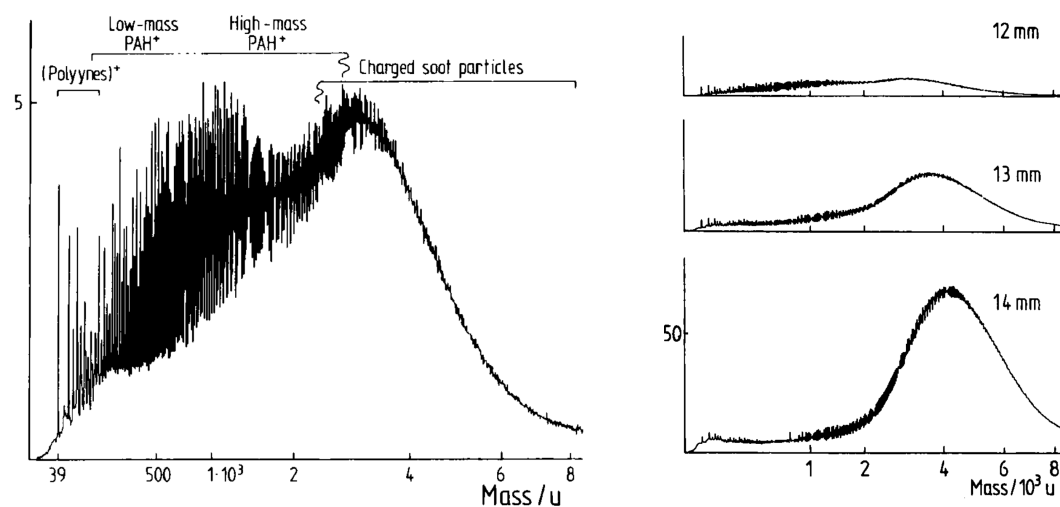 Low-mass
PAH⁺
High-mass
PAH⁺
(Polyynes)⁺
Charged soot particles
5
39
500
1·10³
2
4
6
8
Mass/u
12 mm
13 mm
14 mm
50
1
2
4
6
8
Mass/10³ u